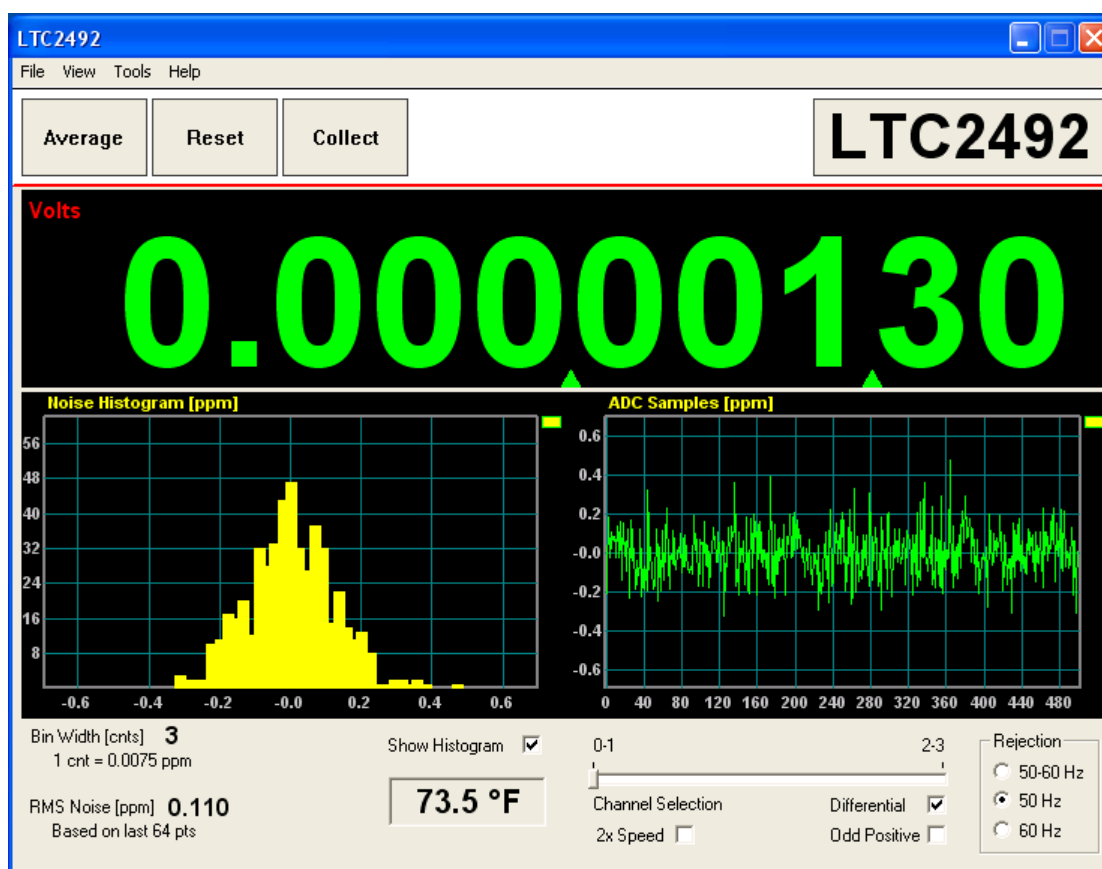 LTC2492
File View Tools Help
Average Reset Collect LTC2492
Volts
0.00000130
Noise Histogram [ppm]
56
48
40
32
24
16
8
-0.6 -0.4 -0.2 -0.0 0.2 0.4 0.6
ADC Samples [ppm]
0.6
0.4
0.2
-0.0
-0.2
-0.4
-0.6
0 40 80 120 160 200 240 280 320 360 400 440 480
Bin Width [cnts] 3
1 cnt = 0.0075 ppm
RMS Noise [ppm] 0.110
Based on last 64 pts
Show Histogram
73.5 °F
0-1 2-3
Channel Selection Differential
2x Speed Odd Positive
Rejection
50-60 Hz
50 Hz
60 Hz